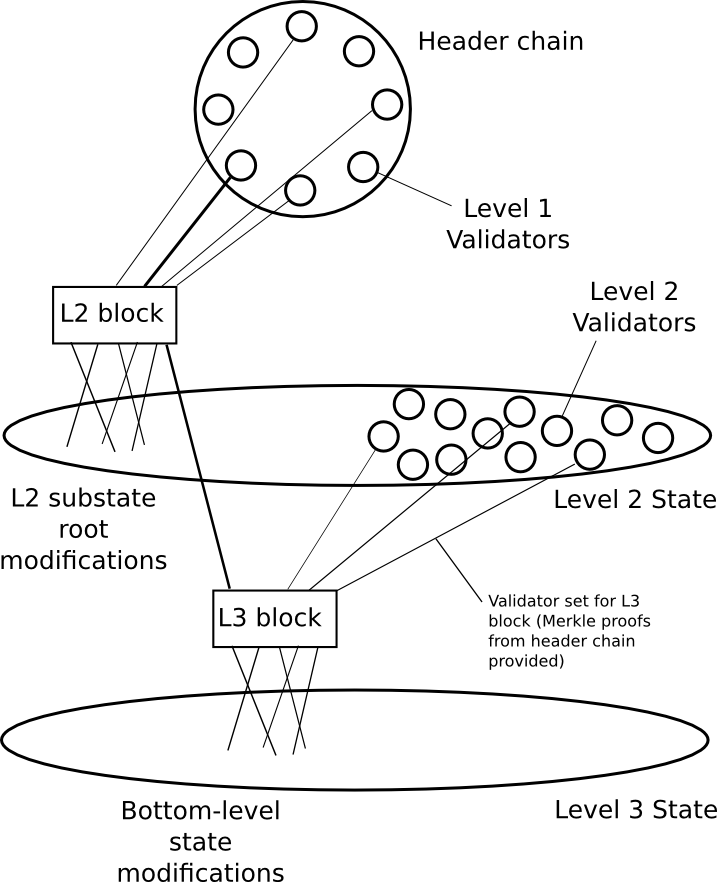 Header chain
Level 1
Validators
Level 2
Validators
L2 block
L2 substate
root
modifications
Level 2 State
Validator set for L3
block (Merkle proofs
from header chain
provided)
L3 block
Bottom-level
state
modifications
Level 3 State